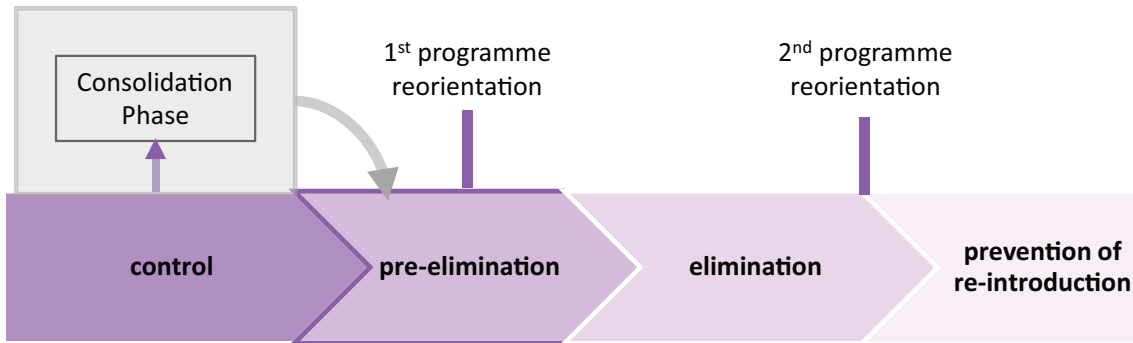 Consolidation
Phase
1st programme
reorientation
2nd programme
reorientation
control
pre-elimination
elimination
prevention of
re-introduction